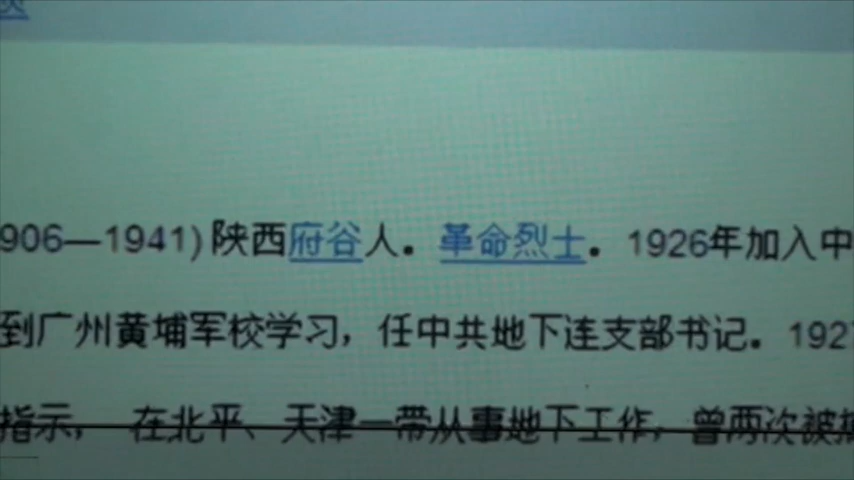 906—1941)陕西府谷人。革命烈士。1926年加入中
到广州黄埔军校学习，任中共地下连支部书记。192
指示， 在北平、天津一带从事地下工作，曾两次被